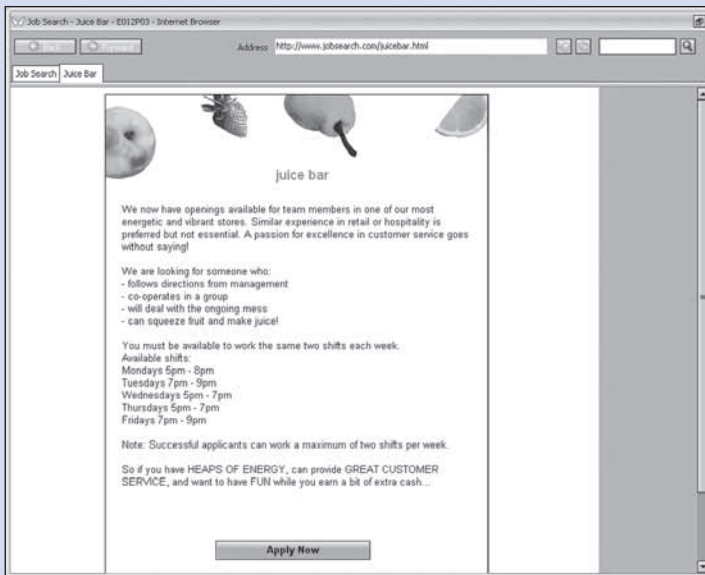 Job Search - Juice Bar - E012P03 - Internet Browser
Back Forward Address http://www.jobsearch.com/juicebar.html
Job Search Juice Bar
juice bar
We now have openings available for team members in one of our most
energetic and vibrant stores. Similar experience in retail or hospitality is
preferred but not essential. A passion for excellence in customer service goes
without saying!
We are looking for someone who:
- follows directions from management
- co-operates in a group
- will deal with the ongoing mess
- can squeeze fruit and make juice!
You must be available to work the same two shifts each week.
Available shifts:
Mondays 5pm - 8pm
Tuesdays 7pm - 9pm
Wednesdays 5pm - 7pm
Thursdays 5pm - 7pm
Fridays 7pm - 9pm
Note: Successful applicants can work a maximum of two shifts per week.
So if you have HEAPS OF ENERGY, can provide GREAT CUSTOMER
SERVICE, and want to have FUN while you earn a bit of extra cash...
Apply Now